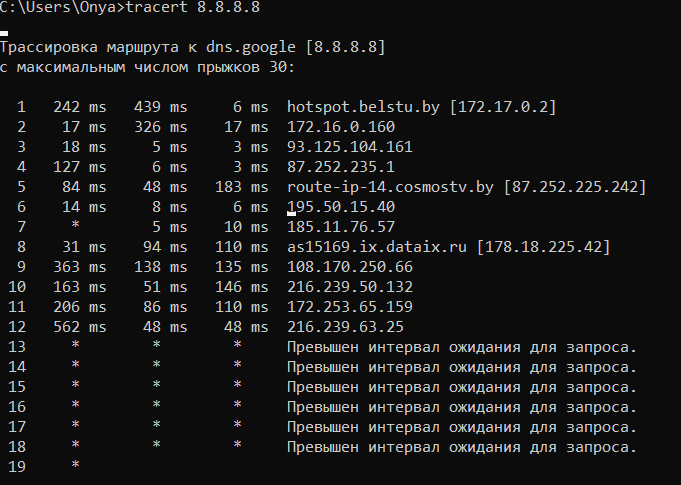 C:\Users\Onya>tracert 8.8.8.8
Трассировка маршрута к dns.google [8.8.8.8]
с максимальным числом прыжков 30:
1 242 ms 439 ms 6 ms hotspot.belstu.by [172.17.0.2]
2 17 ms 326 ms 17 ms 172.16.0.160
3 18 ms 5 ms 3 ms 93.125.104.161
4 127 ms 6 ms 3 ms 87.252.235.1
5 84 ms 48 ms 183 ms route-ip-14.cosmostv.by [87.252.225.242]
6 14 ms 8 ms 6 ms 195.50.15.40
7 * 5 ms 10 ms 185.11.76.57
8 31 ms 94 ms 110 ms as15169.ix.dataix.ru [178.18.225.42]
9 363 ms 138 ms 135 ms 108.170.250.66
10 163 ms 51 ms 146 ms 216.239.50.132
11 206 ms 86 ms 110 ms 172.253.65.159
12 562 ms 48 ms 48 ms 216.239.63.25
13 * * * Превышен интервал ожидания для запроса.
14 * * * Превышен интервал ожидания для запроса.
15 * * * Превышен интервал ожидания для запроса.
16 * * * Превышен интервал ожидания для запроса.
17 * * * Превышен интервал ожидания для запроса.
18 * * * Превышен интервал ожидания для запроса.
19 *